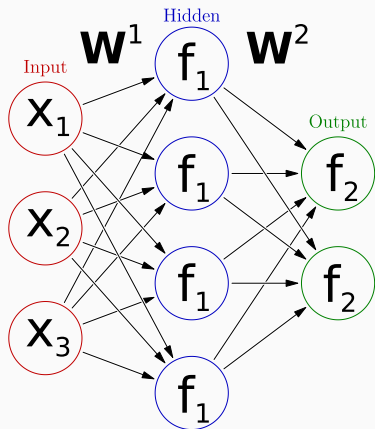 Hidden
W¹ W²
Input
Output
f₁
x₁
f₁
f₂
x₂
f₁
f₂
x₃
f₁